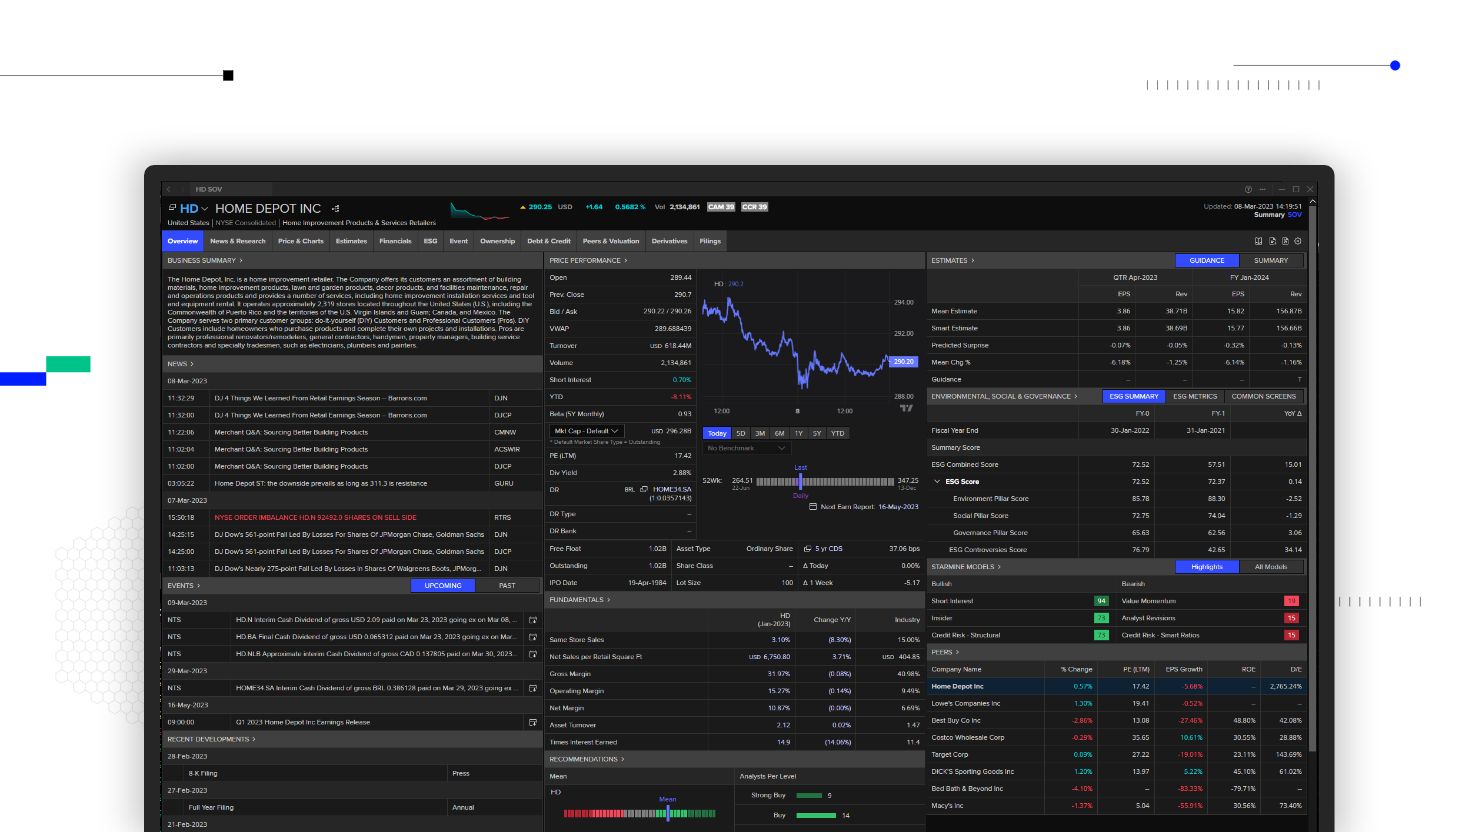 HD SOV
HD HOME DEPOT INC
290.25 USD +1.64 0.5682 % Vol 2,134,861 CAM 39 CCR 39
Updated: 08-Mar-2023 14:19:51
United States | NYSE Consolidated | Home Improvement Products & Services Retailers
Summary SOV
Overview News & Research Price & Charts Estimates Financials ESG Event Ownership Debt & Credit Peers & Valuation Derivatives Filings
BUSINESS SUMMARY
The Home Depot, Inc. is a home improvement retailer. The Company offers its customers an assortment of building
materials, home improvement products, lawn and garden products, decor products, and facilities maintenance, repair
and operations products and provides a number of services, including home improvement installation services and tool
and equipment rental. It operates approximately 2,319 stores located throughout the United States (U.S.), including the
Commonwealth of Puerto Rico and the territories of the U.S. Virgin Islands and Guam; Canada, and Mexico. The
Company serves two primary customer groups: do-it-yourself (DIY) Customers and Professional Customers (Pros). DIY
Customers include homeowners who purchase products and complete their own projects and installations. Pros are
primarily professional renovators/remodelers, general contractors, handymen, property managers, building service
contractors and specialty tradesmen, such as electricians, plumbers and painters.
NEWS
08-Mar-2023
11:32:29 DJ 4 Things We Learned From Retail Earnings Season -- Barrons.com DJN
11:32:00 DJ 4 Things We Learned From Retail Earnings Season -- Barrons.com DJCP
11:22:06 Merchant Q&A: Sourcing Better Building Products CMNW
11:02:04 Merchant Q&A: Sourcing Better Building Products ACSWIR
11:02:00 Merchant Q&A: Sourcing Better Building Products DJCP
03:05:22 Home Depot ST: the downside prevails as long as 311.3 is resistance GURU
07-Mar-2023
15:50:18 NYSE ORDER IMBALANCE HD.N 92492.0 SHARES ON SELL SIDE RTRS
14:25:15 DJ Dow's 561-point Fall Led By Losses For Shares Of JPMorgan Chase, Goldman Sachs DJN
14:25:00 DJ Dow's 561-point Fall Led By Losses For Shares Of JPMorgan Chase, Goldman Sachs DJCP
11:03:13 DJ Dow's Nearly 275-point Fall Led By Losses In Shares Of Walgreens Boots, JPMorg... DJN
EVENTS UPCOMING PAST
09-Mar-2023
NTS HD.N Interim Cash Dividend of gross USD 2.09 paid on Mar 23, 2023 going ex on Mar 08, ...
NTS HD.BA Final Cash Dividend of gross USD 0.065312 paid on Mar 23, 2023 going ex on Mar...
NTS HD.NLB Approximate interim Cash Dividend of gross CAD 0.137805 paid on Mar 30, 2023...
29-Mar-2023
NTS HOME34.SA Interim Cash Dividend of gross BRL 0.386128 paid on Mar 29, 2023 going ex ...
16-May-2023
09:00:00 Q1 2023 Home Depot Inc Earnings Release
RECENT DEVELOPMENTS
28-Feb-2023
8-K Filing Press
27-Feb-2023
Full Year Filing Annual
21-Feb-2023
PRICE PERFORMANCE
Open 289.44
Prev. Close 290.7
Bid / Ask 290.22 / 290.26
VWAP 289.688439
Turnover USD 618.44M
Volume 2,134,861
Short Interest 0.70%
YTD -8.11%
Beta (5Y Monthly) 0.93
Mkt Cap - Default USD 296.28B
* Default Market Share Type = Outstanding
PE (LTM) 17.42
Div Yield 2.88%
DR BRL HOME34.SA
(1:0.0357143)
DR Type --
DR Bank --
HD : 290.2
294.00
292.00
290.20
288.00
12:00 8 12:00
Today 5D 3M 6M 1Y 5Y YTD
No Benchmark
Last
52Wk: 264.51 347.25
22-Jun 13-Dec
Daily
Next Earn Report: 16-May-2023
Free Float 1.02B Asset Type Ordinary Share 5 yr CDS 37.06 bps
Outstanding 1.02B Share Class -- Δ Today 0.00%
IPO Date 19-Apr-1984 Lot Size 100 Δ 1 Week -5.17
FUNDAMENTALS
HD
(Jan-2023) Change Y/Y Industry
Same Store Sales 3.10% (8.30%) 15.00%
Net Sales per Retail Square Ft USD 6,750.80 3.71% USD 404.85
Gross Margin 31.97% (0.08%) 40.98%
Operating Margin 15.27% (0.14%) 9.49%
Net Margin 10.87% (0.00%) 6.69%
Asset Turnover 2.12 0.02% 1.47
Times Interest Earned 14.9 (14.06%) 11.4
RECOMMENDATIONS
Mean Analysts Per Level
HD
Mean
Strong Buy 9
Buy 14
ESTIMATES GUIDANCE SUMMARY
QTR Apr-2023 FY Jan-2024
EPS Rev EPS Rev
Mean Estimate 3.86 38.71B 15.82 156.87B
Smart Estimate 3.86 38.69B 15.77 156.66B
Predicted Surprise -0.07% -0.05% -0.32% -0.13%
Mean Chg % -6.18% -1.25% -6.14% -1.16%
Guidance -- -- -- T
ENVIRONMENTAL, SOCIAL & GOVERNANCE ESG SUMMARY ESG METRICS COMMON SCREENS
FY-0 FY-1 YoY Δ
Fiscal Year End 30-Jan-2022 31-Jan-2021
Summary Score
ESG Combined Score 72.52 57.51 15.01
ESG Score 72.52 72.37 0.14
Environment Pillar Score 85.78 88.30 -2.52
Social Pillar Score 72.75 74.04 -1.29
Governance Pillar Score 65.63 62.56 3.06
ESG Controversies Score 76.79 42.65 34.14
STARMINE MODELS Highlights All Models
Bullish Bearish
Short Interest 94 Value Momentum 19
Insider 73 Analyst Revisions 15
Credit Risk - Structural 73 Credit Risk - Smart Ratios 15
PEERS
Company Name % Change PE (LTM) EPS Growth ROE D/E
Home Depot Inc 0.57% 17.42 -5.68% -- 2,765.24%
Lowe's Companies Inc 1.30% 19.41 -0.52% -- --
Best Buy Co Inc -2.86% 13.08 -27.46% 48.80% 42.08%
Costco Wholesale Corp -0.29% 35.65 10.61% 30.55% 28.88%
Target Corp 0.09% 27.22 -19.01% 23.11% 143.69%
DICK'S Sporting Goods Inc 1.20% 13.97 5.22% 45.10% 61.02%
Bed Bath & Beyond Inc -4.10% -- -83.33% -79.71% --
Macy's Inc -1.37% 5.04 -55.91% 30.56% 73.40%